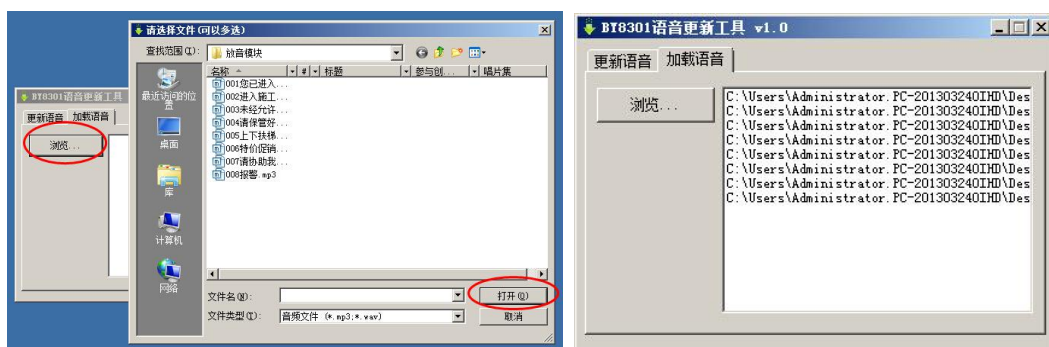 请选择文件(可以多选)
查找范围(I):
放音模块
名称
#
标题
参与创...
唱片集
001您已进入...
002进入施工...
003未经允许...
004请保管好...
005上下扶梯...
006特价促销...
007请协助我...
008报警.mp3
最近访问的位置
桌面
库
计算机
网络
文件名(N):
打开(O)
文件类型(T):
音频文件 (*.mp3;*.wav)
取消
BY8301语音更新工具
更新语音
加载语音
浏览...
BY8301语音更新工具 v1.0
更新语音
加载语音
浏览...
C:\Users\Administrator.PC-201303240IHD\Des
C:\Users\Administrator.PC-201303240IHD\Des
C:\Users\Administrator.PC-201303240IHD\Des
C:\Users\Administrator.PC-201303240IHD\Des
C:\Users\Administrator.PC-201303240IHD\Des
C:\Users\Administrator.PC-201303240IHD\Des
C:\Users\Administrator.PC-201303240IHD\Des
C:\Users\Administrator.PC-201303240IHD\Des